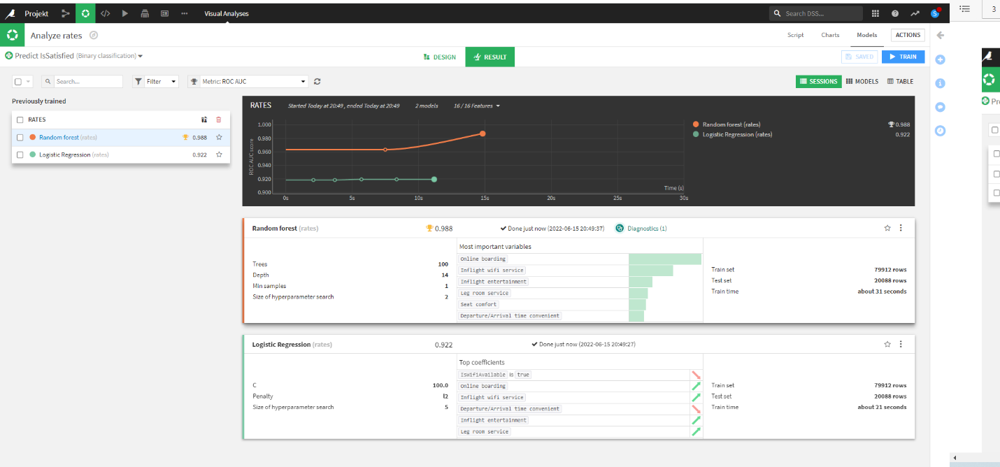 Projekt
Visual Analyses
Search DSS...
S
3
Analyze rates
Script Charts Models ACTIONS
Predict IsSatisfied (Binary classification)
DESIGN RESULT
SAVED TRAIN
Search... Filter Metric: ROC AUC
SESSIONS MODELS TABLE
Pre
Previously trained
RATES
Random forest (rates) 0.988
Logistic Regression (rates) 0.922
RATES Started Today at 20:49, ended Today at 20:49 2 models 16 / 16 Features
ROC AUC score
1.000
0.980
0.960
0.940
0.920
0.900
Time (s)
0s 5s 10s 15s 20s 25s 30s
Random forest (rates) 0.988
Logistic Regression (rates) 0.922
Random forest (rates) 0.988 Done just now (2022-06-15 20:49:37) Diagnostics (1)
Trees 100
Depth 14
Min samples 1
Size of hyperparameter search 2
Most important variables
Online boarding
Inflight wifi service
Inflight entertainment
Leg room service
Seat comfort
Departure/Arrival time convenient
Train set 79912 rows
Test set 20088 rows
Train time about 31 seconds
Logistic Regression (rates) 0.922 Done just now (2022-06-15 20:49:27)
C 100.0
Penalty l2
Size of hyperparameter search 5
Top coefficients
IsWifiAvailable is true
Online boarding
Inflight wifi service
Departure/Arrival time convenient
Inflight entertainment
Leg room service
Train set 79912 rows
Test set 20088 rows
Train time about 21 seconds